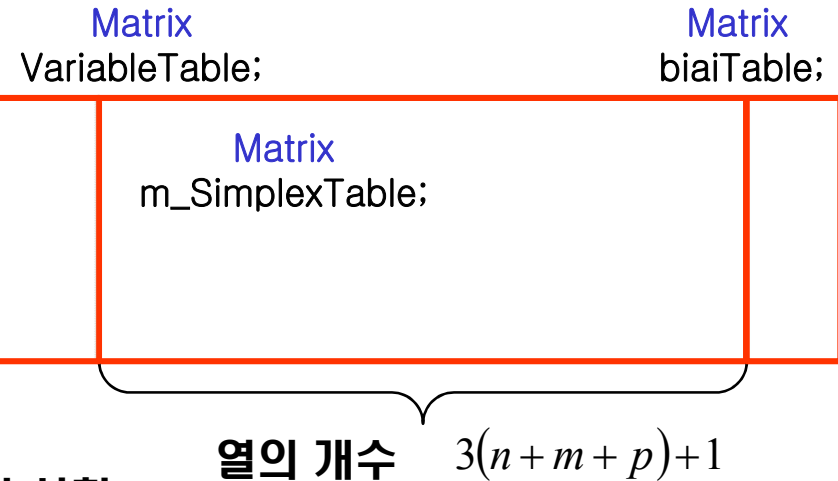 Matrix
VariableTable;
Matrix
biaiTable;
Matrix
m_SimplexTable;
열의 개수 3(n + m + p)+1